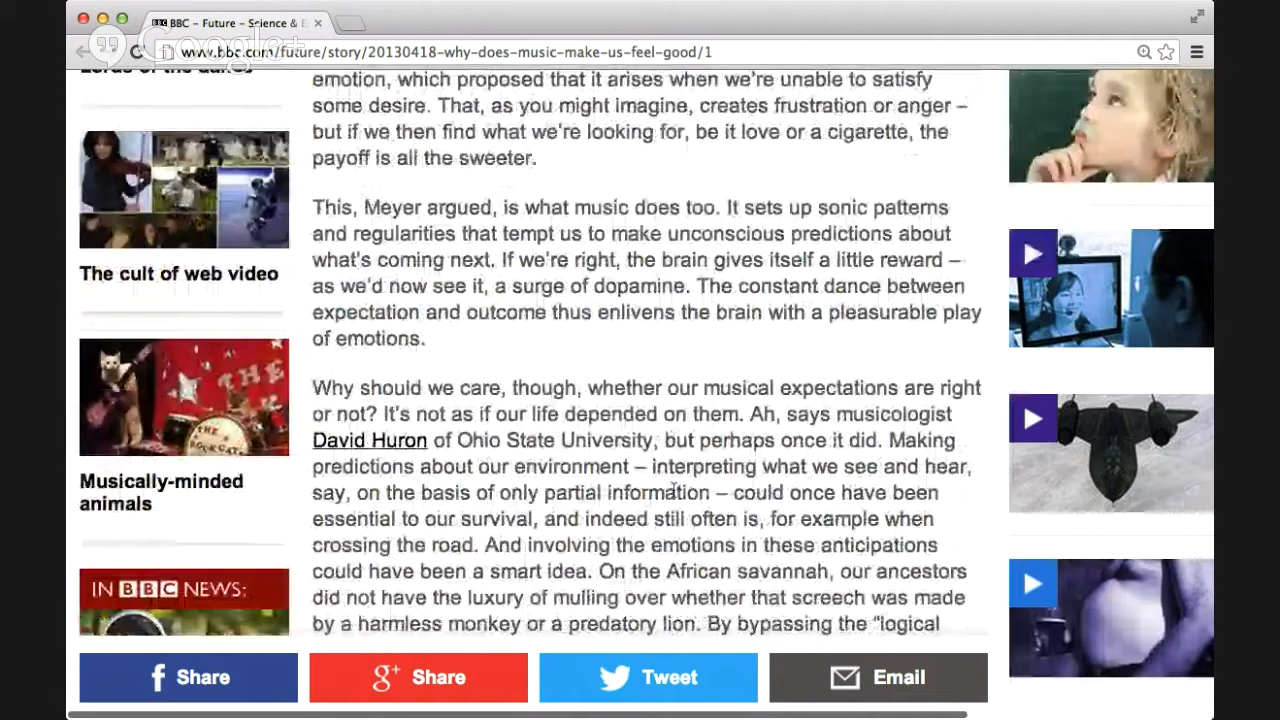 BBC BBC – Future – Science & E
Google+
www.bbc.com/future/story/20130418-why-does-music-make-us-feel-good/1
The cult of web video
THE
THE
ROCK CATS
Musically-minded
animals
IN BBC NEWS:
emotion, which proposed that it arises when we're unable to satisfy
some desire. That, as you might imagine, creates frustration or anger –
but if we then find what we're looking for, be it love or a cigarette, the
payoff is all the sweeter.
This, Meyer argued, is what music does too. It sets up sonic patterns
and regularities that tempt us to make unconscious predictions about
what's coming next. If we're right, the brain gives itself a little reward –
as we'd now see it, a surge of dopamine. The constant dance between
expectation and outcome thus enlivens the brain with a pleasurable play
of emotions.
Why should we care, though, whether our musical expectations are right
or not? It's not as if our life depended on them. Ah, says musicologist
David Huron of Ohio State University, but perhaps once it did. Making
predictions about our environment – interpreting what we see and hear,
say, on the basis of only partial information – could once have been
essential to our survival, and indeed still often is, for example when
crossing the road. And involving the emotions in these anticipations
could have been a smart idea. On the African savannah, our ancestors
did not have the luxury of mulling over whether that screech was made
by a harmless monkey or a predatory lion. By bypassing the “logical
f Share
g+ Share
Tweet
Email